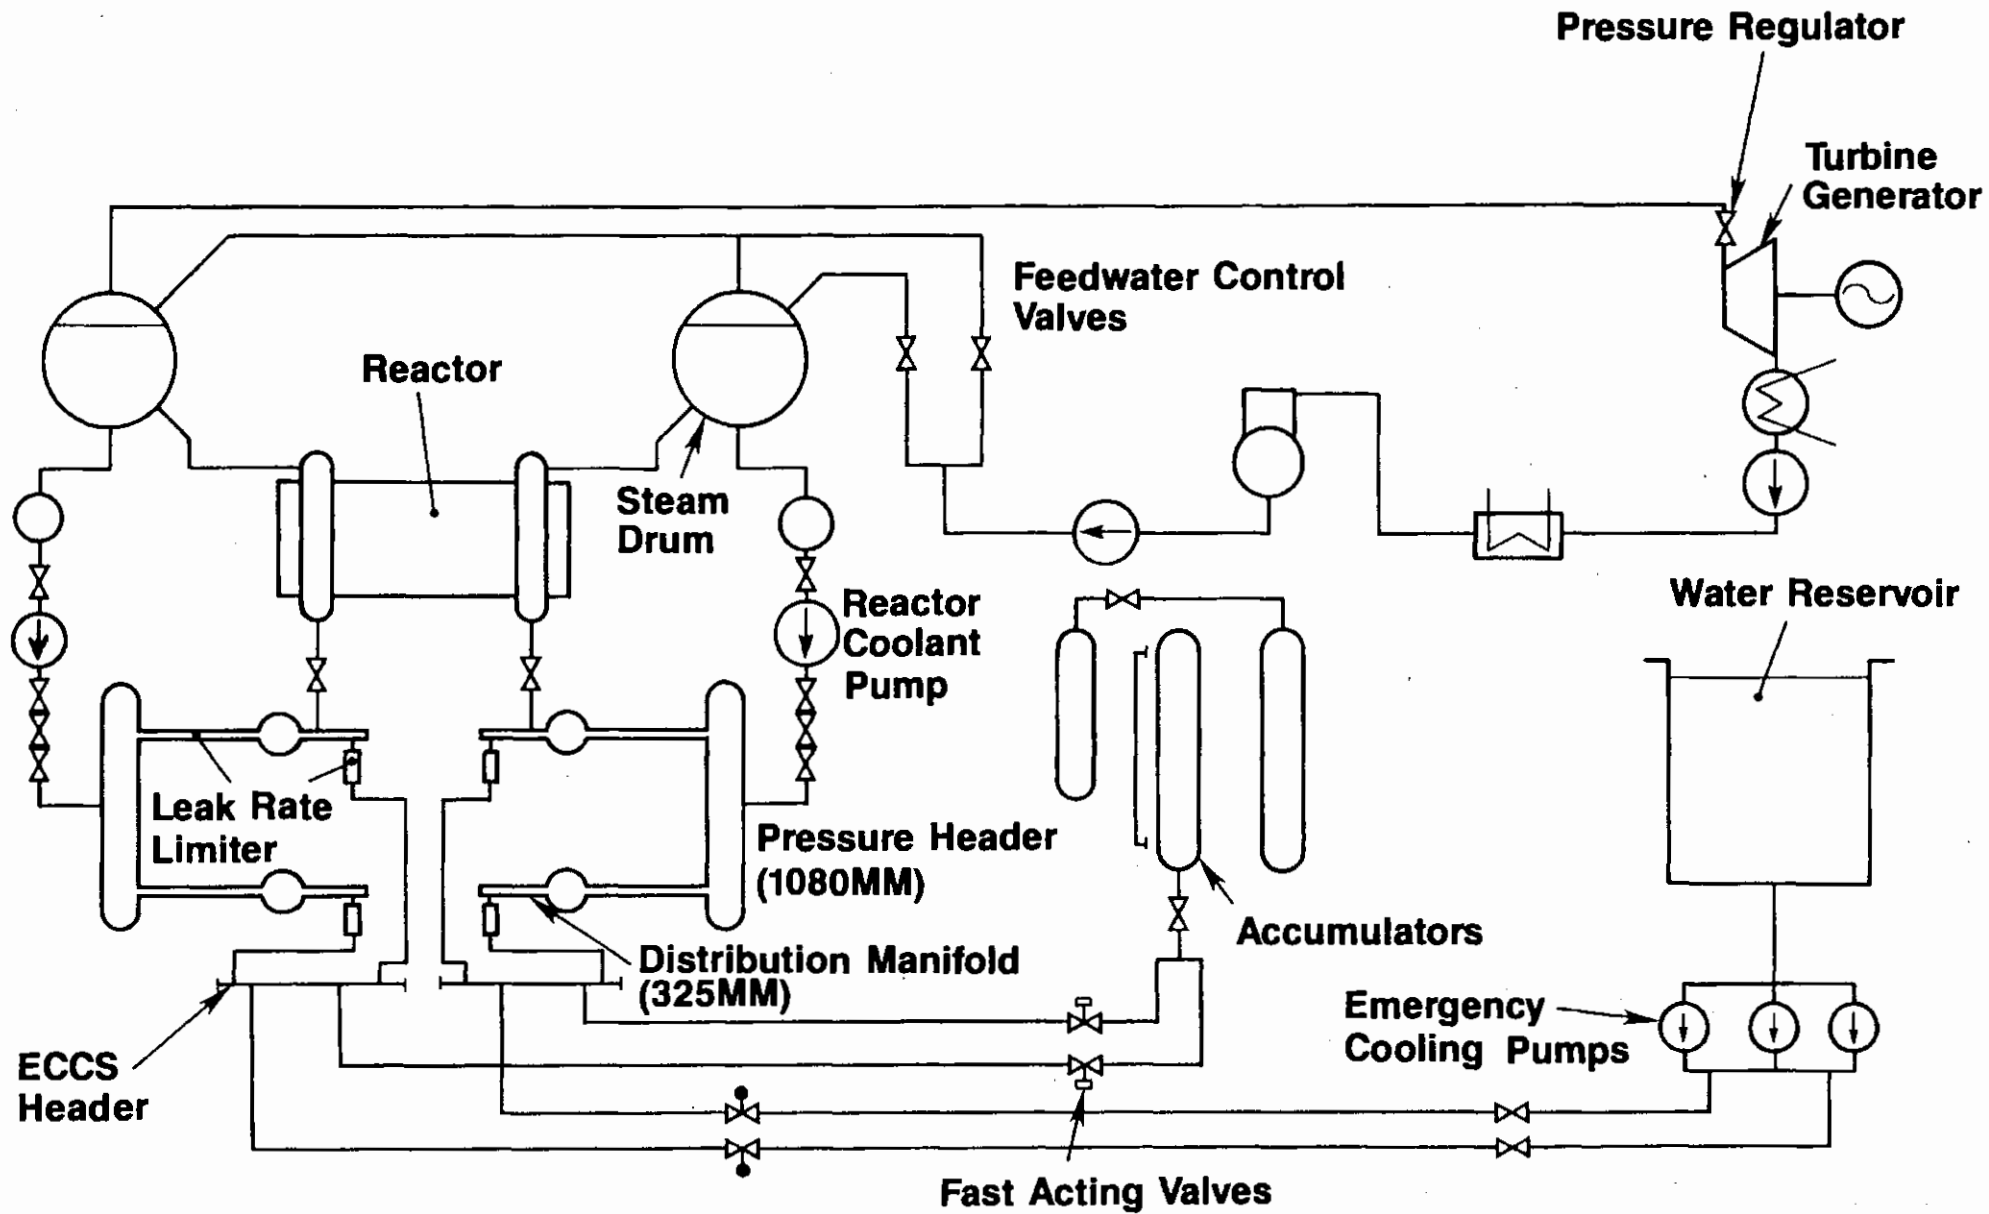 Pressure Regulator
Turbine
Generator
Feedwater Control
Valves
Reactor
Steam
Drum
Reactor
Coolant
Pump
Water Reservoir
Leak Rate
Limiter
Pressure Header
(1080MM)
Accumulators
Distribution Manifold
(325MM)
Emergency
Cooling Pumps
ECCS
Header
Fast Acting Valves